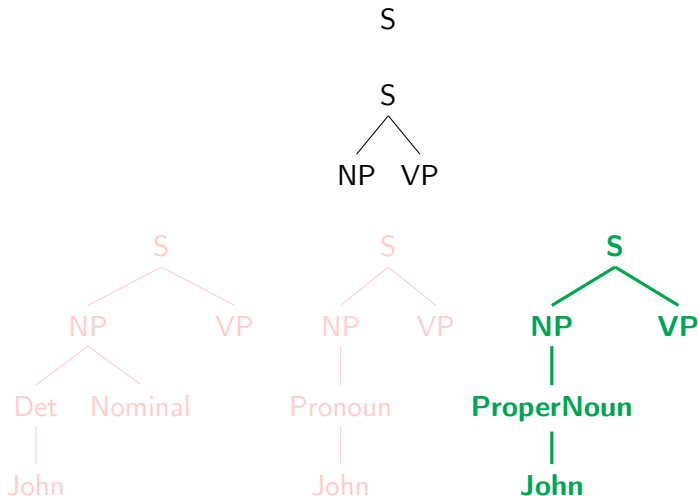 S
S
NP VP
S S S
NP VP NP VP NP VP
Det Nominal Pronoun ProperNoun
John John John